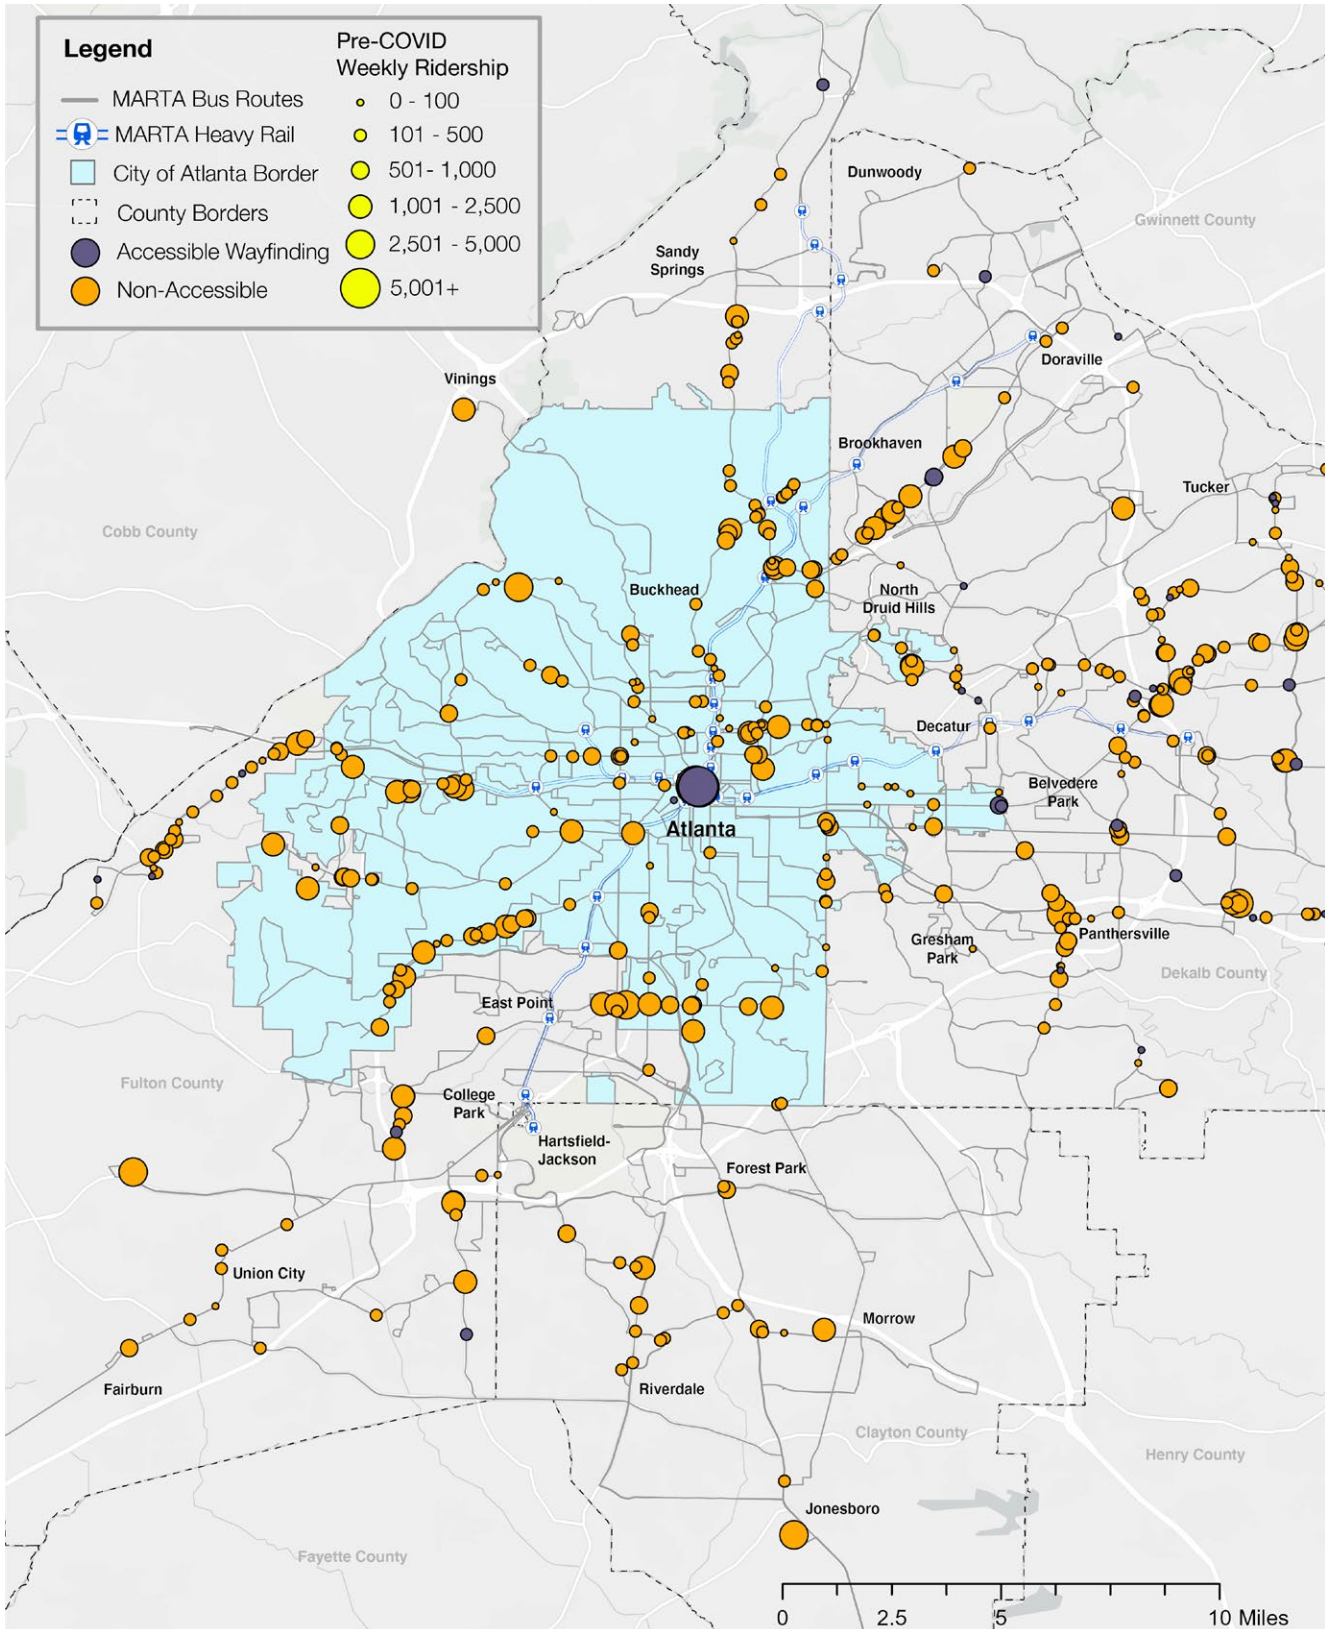 Legend
MARTA Bus Routes
MARTA Heavy Rail
City of Atlanta Border
County Borders
Accessible Wayfinding
Non-Accessible
Pre-COVID
Weekly Ridership
0 - 100
101 - 500
501- 1,000
1,001 - 2,500
2,501 - 5,000
5,001+
Dunwoody
Gwinnett County
Sandy
Springs
Doraville
Vinings
Brookhaven
Tucker
Cobb County
Buckhead
North
Druid Hills
Decatur
Belvedere
Park
Atlanta
Gresham
Park
Panthersville
Dekalb County
East Point
Fulton County
College
Park
Hartsfield-
Jackson
Forest Park
Union City
Morrow
Fairburn
Riverdale
Clayton County
Henry County
Jonesboro
Fayette County
0 2.5 5 10 Miles